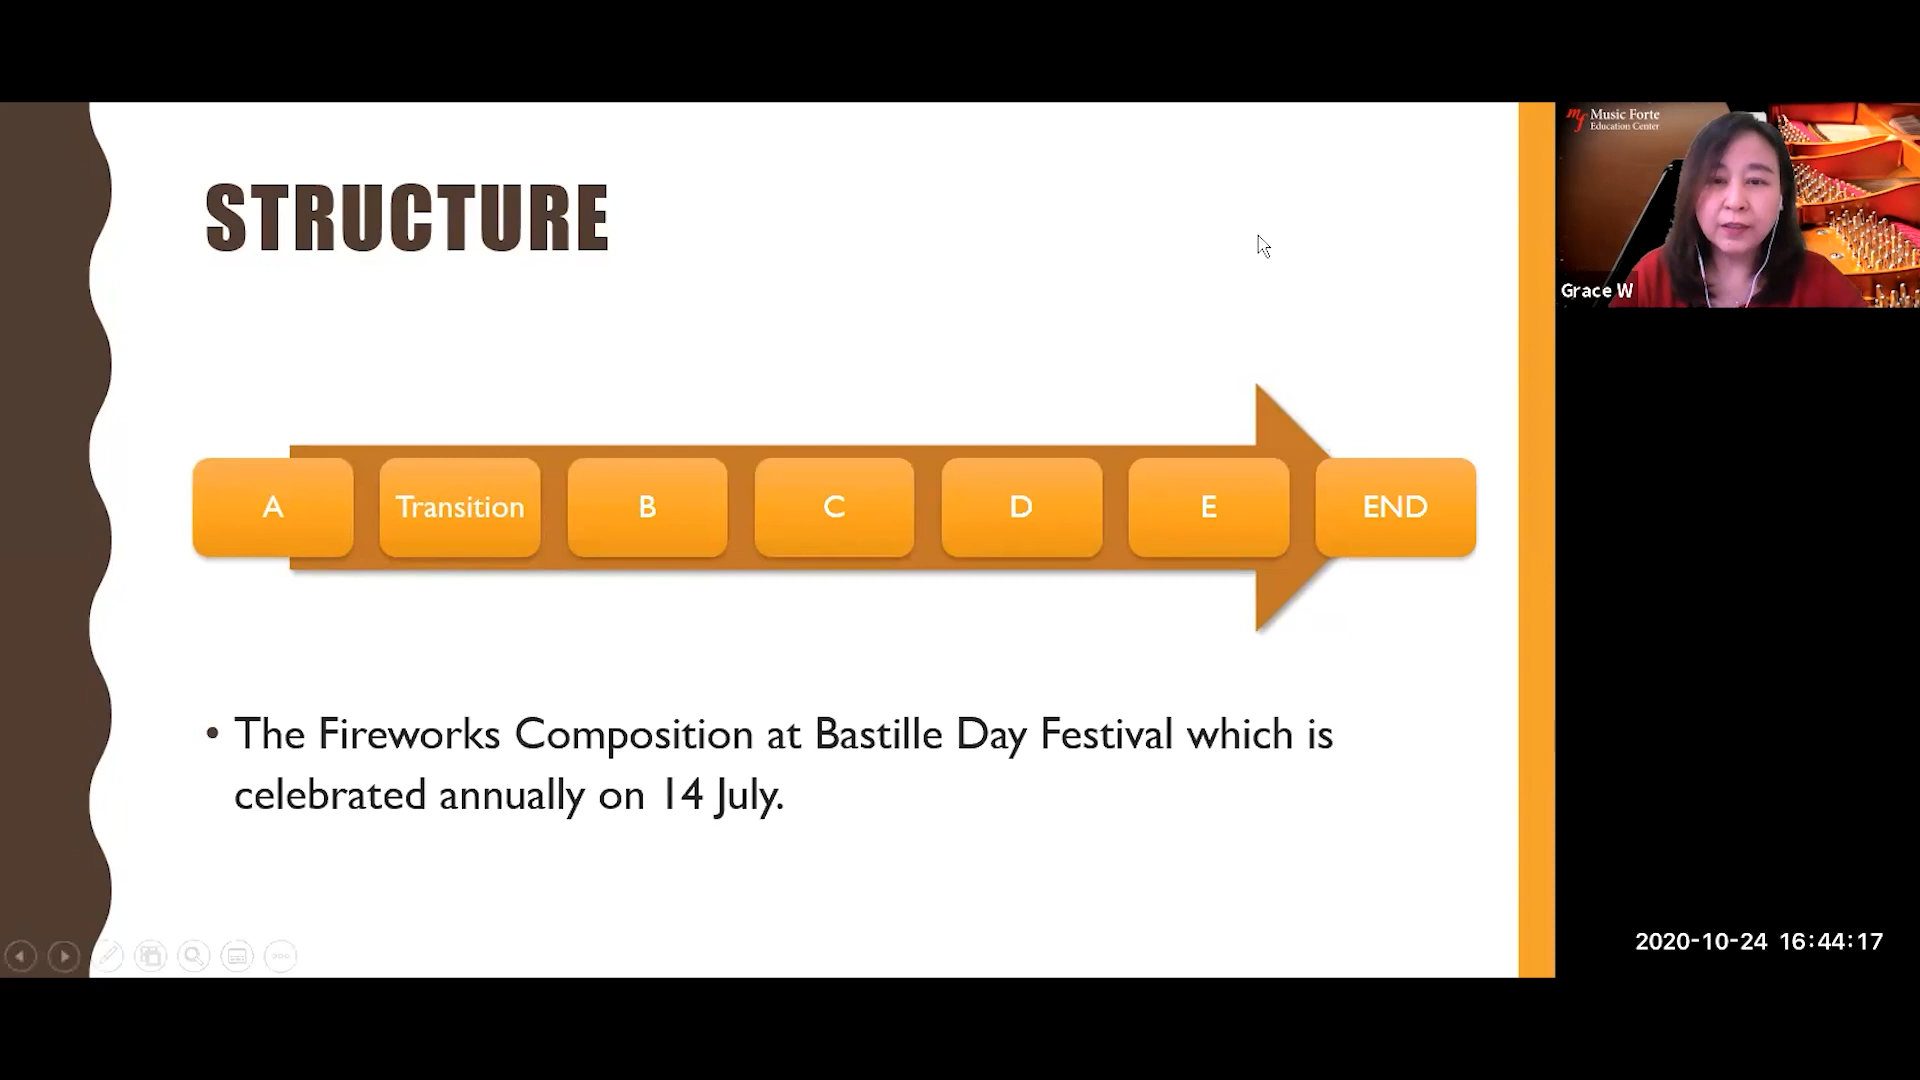 STRUCTURE
A
Transition
B
C
D
E
END
• The Fireworks Composition at Bastille Day Festival which is
celebrated annually on 14 July.
mf Music Forte
Education Center
Grace W
2020-10-24 16:44:17